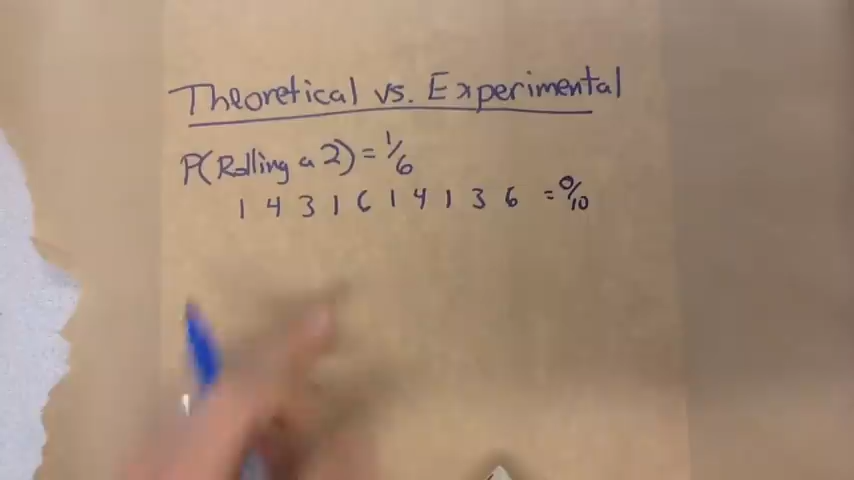 Theoretical vs. Experimental
P(Rolling a 2) = 1/6
1 4 3 1 6 1 4 1 3 6 = 0/10